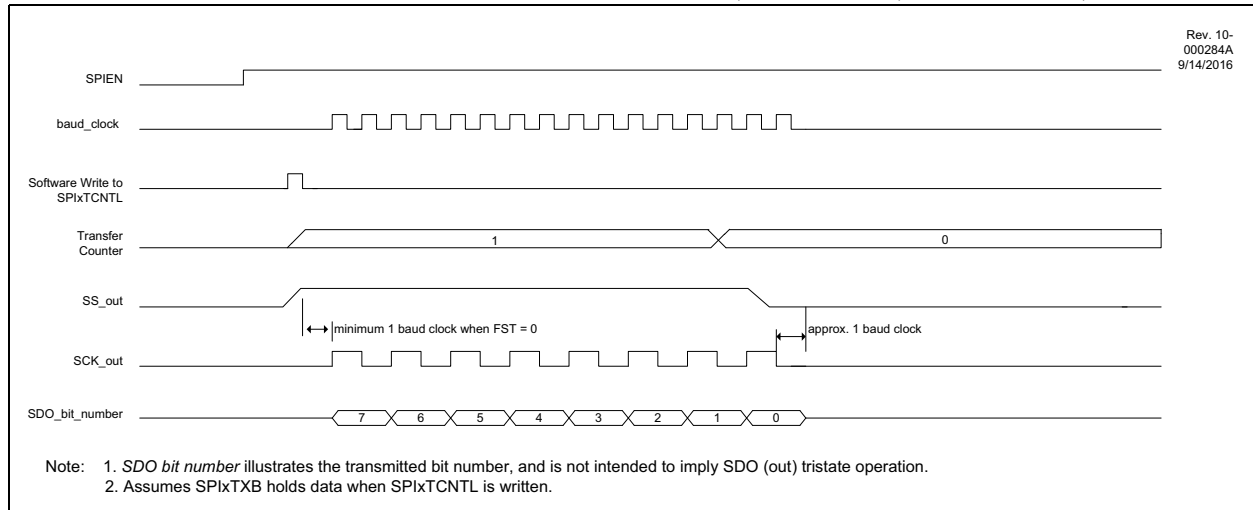 Rev. 10-
000284A
9/14/2016
SPIEN
baud_clock
Software Write to
SPIxTCNTL
Transfer
Counter
1
0
SS_out
minimum 1 baud clock when FST = 0
approx. 1 baud clock
SCK_out
SDO_bit_number
7 6 5 4 3 2 1 0
Note: 1. SDO bit number illustrates the transmitted bit number, and is not intended to imply SDO (out) tristate operation.
2. Assumes SPIxTXB holds data when SPIxTCNTL is written.